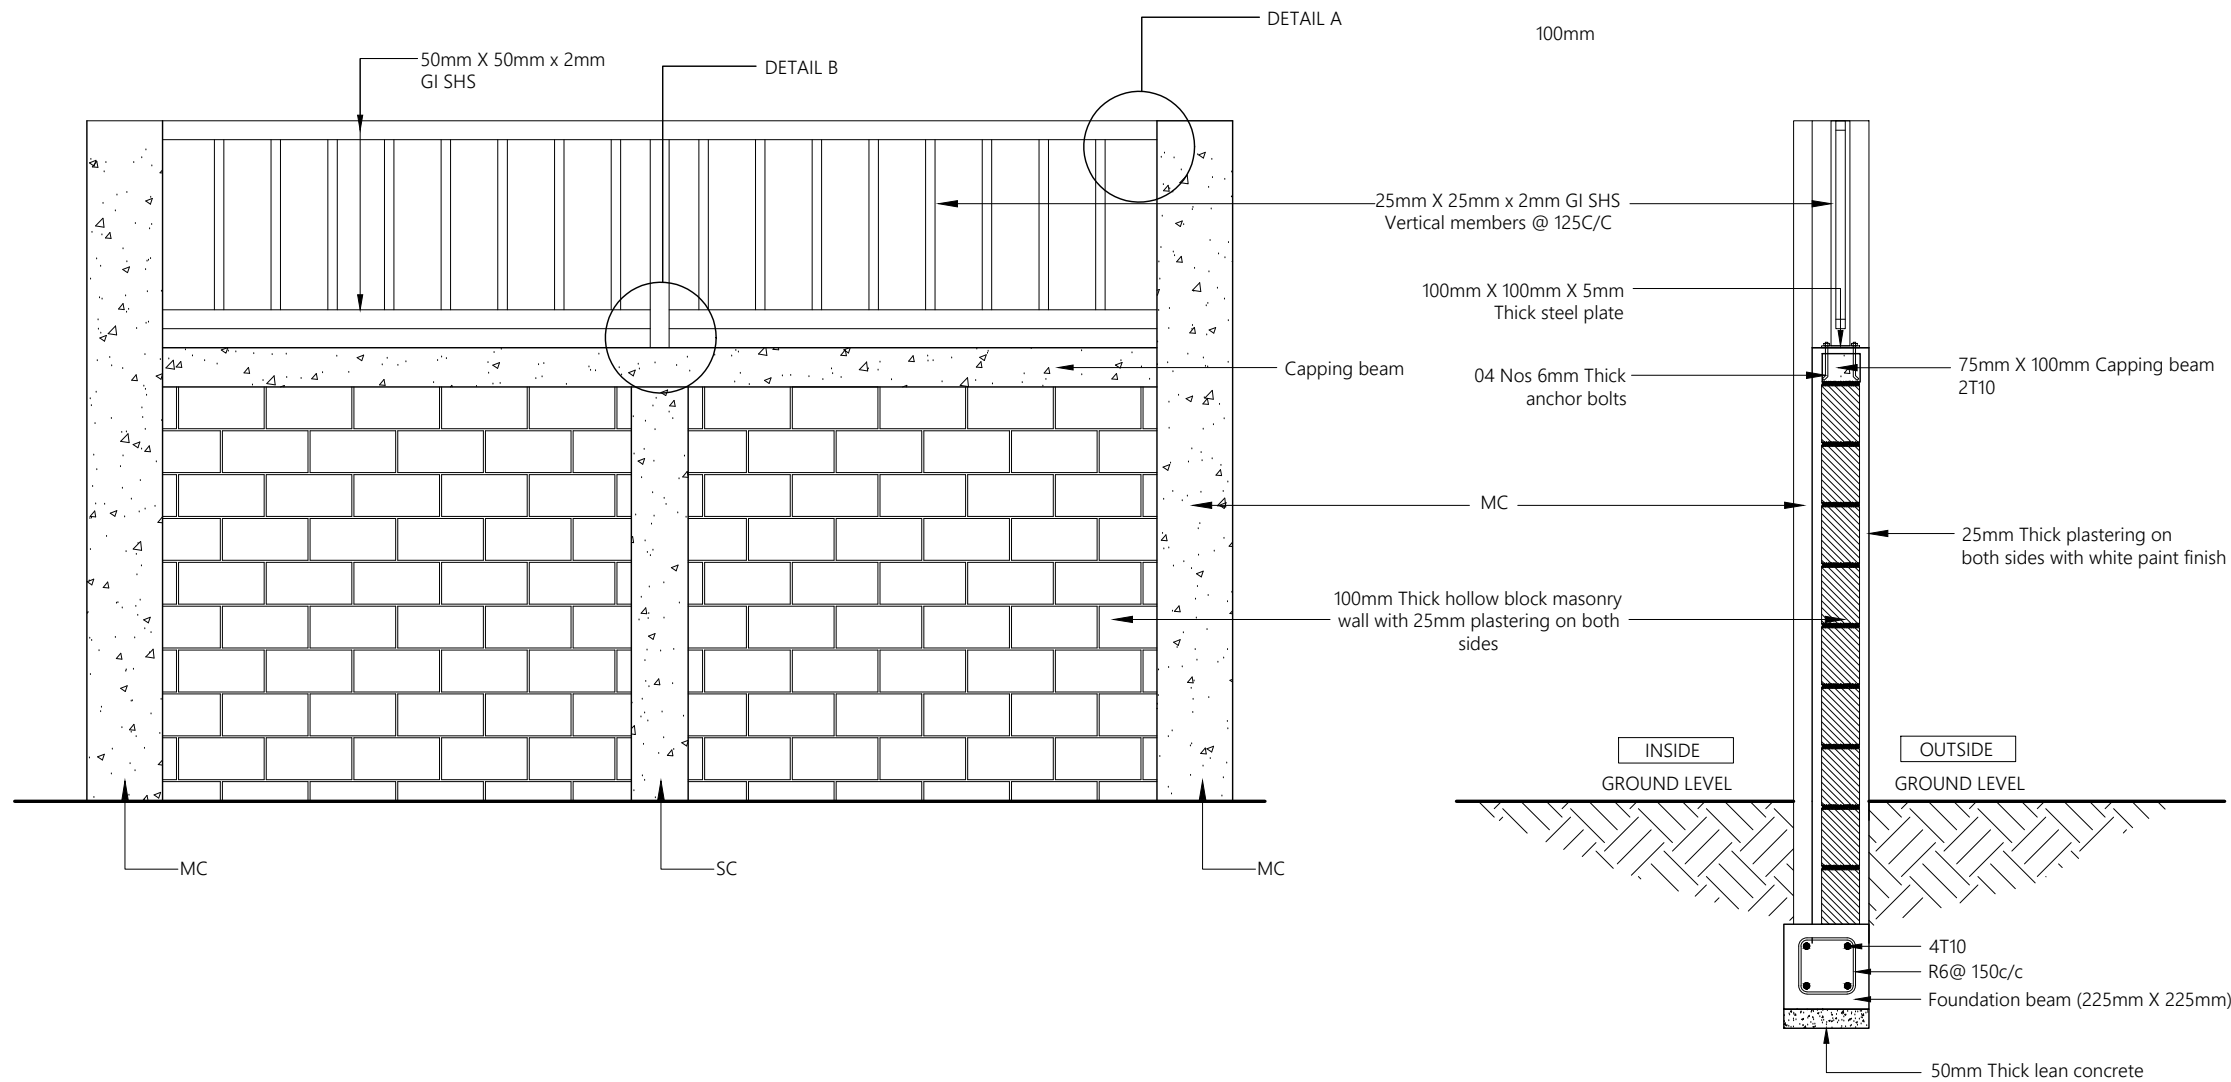 DETAIL A
100mm
50mm X 50mm x 2mm
GI SHS
DETAIL B
25mm X 25mm x 2mm GI SHS
Vertical members @ 125C/C
100mm X 100mm X 5mm
Thick steel plate
Capping beam
04 Nos 6mm Thick
anchor bolts
75mm X 100mm Capping beam
2T10
MC
25mm Thick plastering on
both sides with white paint finish
100mm Thick hollow block masonry
wall with 25mm plastering on both
sides
INSIDE
OUTSIDE
GROUND LEVEL
GROUND LEVEL
MC
SC
MC
4T10
R6@ 150c/c
Foundation beam (225mm X 225mm)
50mm Thick lean concrete